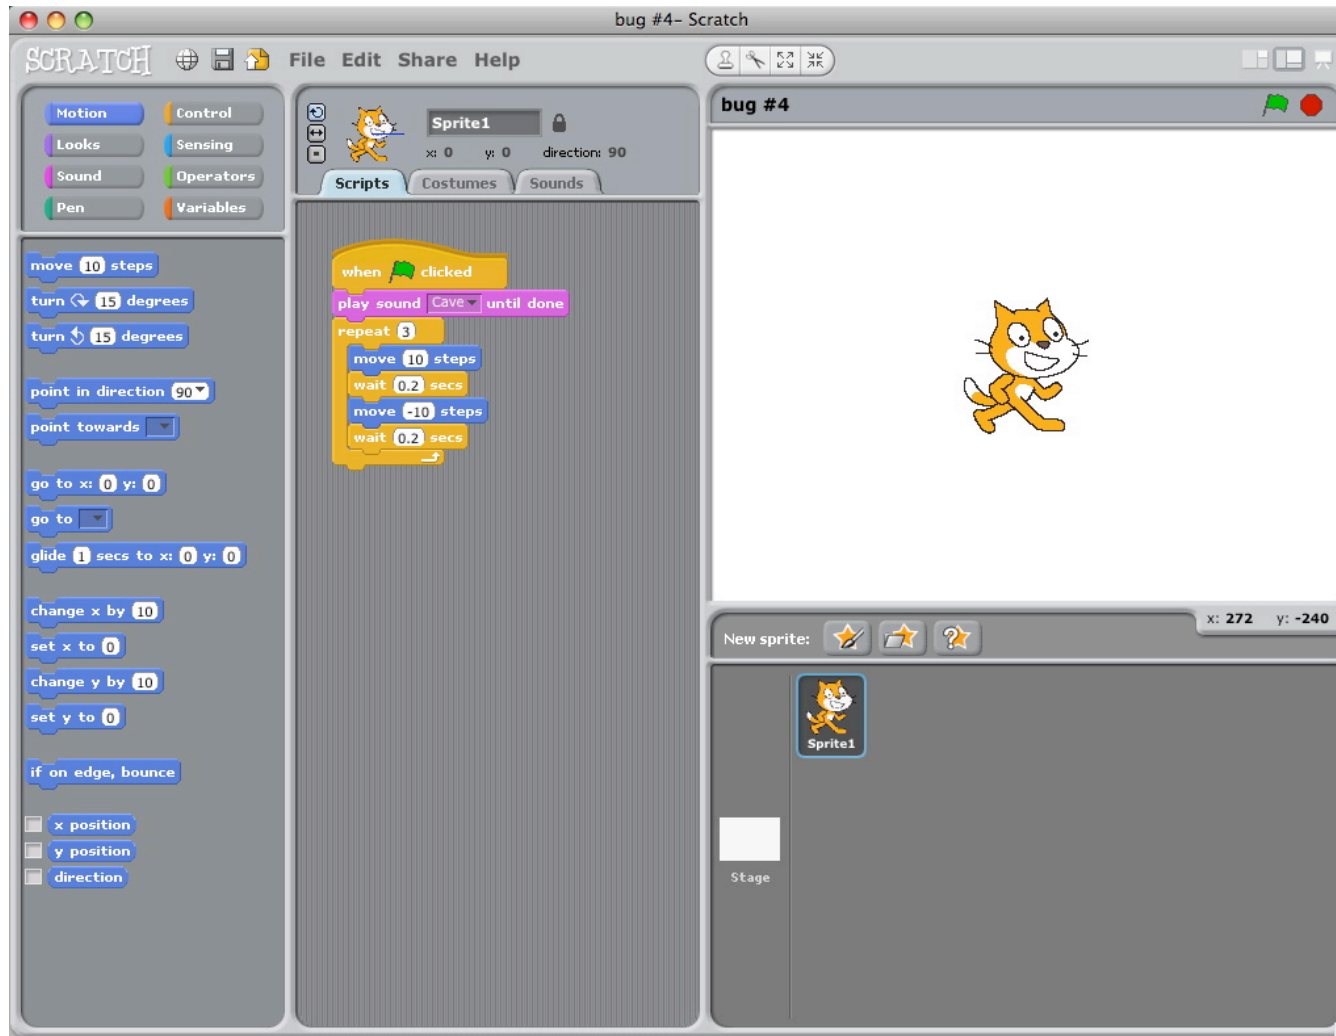 bug #4– Scratch
SCRATCH File Edit Share Help
Motion Control
Looks Sensing
Sound Operators
Pen Variables
move 10 steps
turn 15 degrees
turn 15 degrees
point in direction 90
point towards
go to x: 0 y: 0
go to
glide 1 secs to x: 0 y: 0
change x by 10
set x to 0
change y by 10
set y to 0
if on edge, bounce
x position
y position
direction
Sprite1
x: 0 y: 0 direction: 90
Scripts Costumes Sounds
when clicked
play sound Cave until done
repeat 3
move 10 steps
wait 0.2 secs
move -10 steps
wait 0.2 secs
bug #4
x: 272 y: -240
New sprite:
Sprite1
Stage